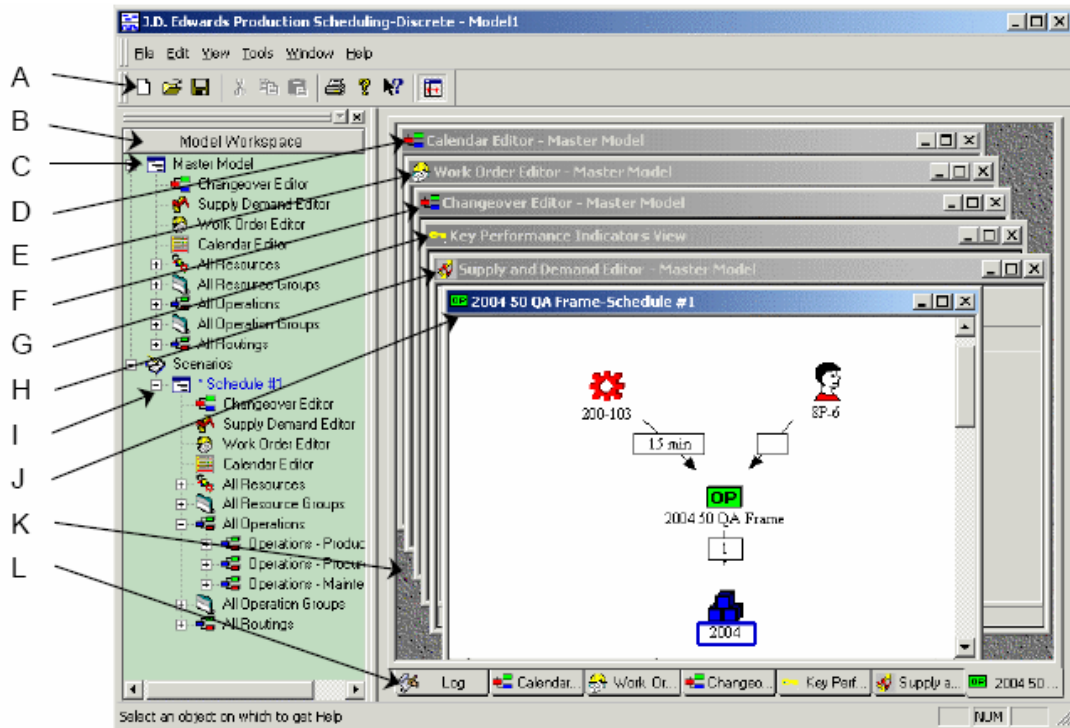 J.D. Edwards Production Scheduling-Discrete - Model1
File Edit View Tools Window Help
A
B
C
D
E
F
G
H
I
J
K
L
Model Workspace
Master Model
Changeover Editor
Supply Demand Editor
Work Order Editor
Calendar Editor
All Resources
All Resource Groups
All Operations
All Operation Groups
All Routings
Scenarios
* Schedule #1
Changeover Editor
Supply Demand Editor
Work Order Editor
Calendar Editor
All Resources
All Resource Groups
All Operations
Operations - Produc
Operations - Procur
Operations - Mainte
All Operation Groups
All Routings
Calendar Editor - Master Model
Work Order Editor - Master Model
Changeover Editor - Master Model
Key Performance Indicators View
Supply and Demand Editor - Master Model
OP 2004 50 QA Frame-Schedule #1
200-103
8P-6
15 min
OP
2004 50 QA Frame
1
2004
Log
Calendar...
Work Or...
Changeo...
Key Perf...
Supply a...
OP 2004 50 ...
Select an object on which to get Help
NUM